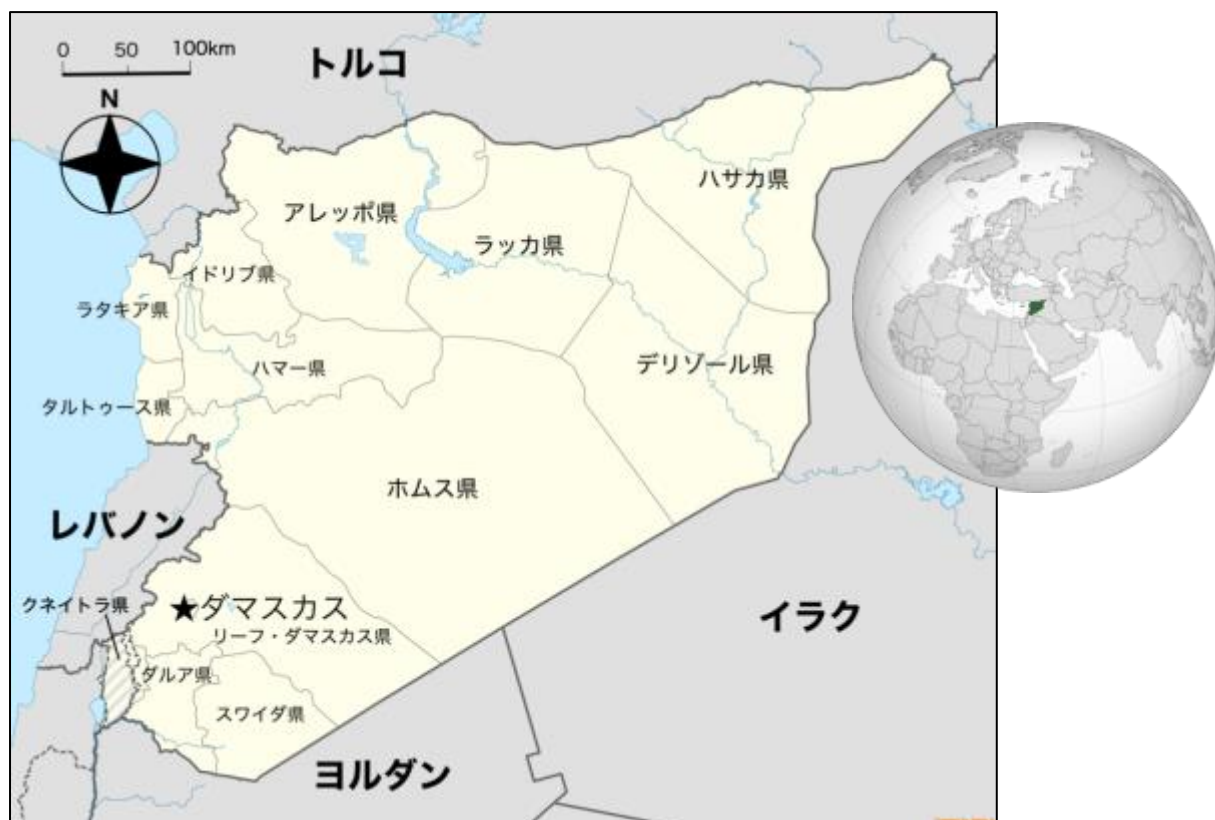 0 50 100km
トルコ
N
ハサカ県
アレッポ県
ラッカ県
イドリブ県
ラタキア県
ハマー県
デリゾール県
タルトゥース県
ホムス県
レバノン
クネイトラ県
★ダマスカス
リーフ・ダマスカス県
イラク
ダルア県
スワイダ県
ヨルダン